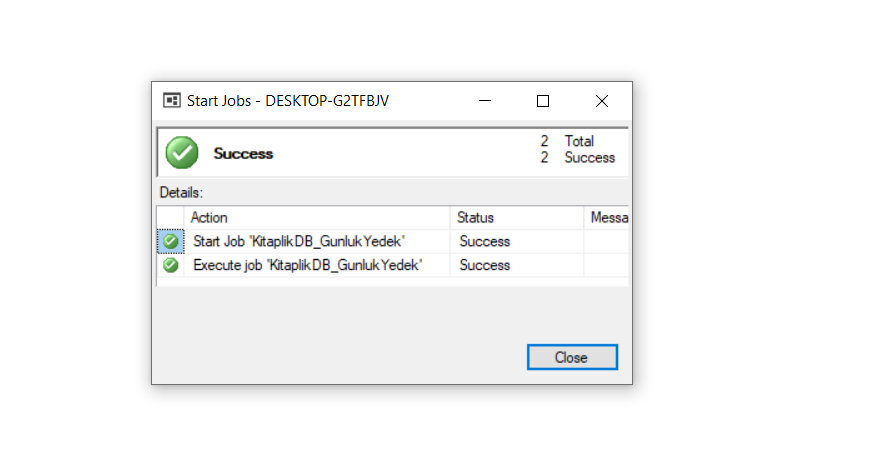 Start Jobs - DESKTOP-G2TFBJV
Success
2 Total
2 Success
Details:
Action Status Messa
Start Job 'KitaplikDB_GunlukYedek' Success
Execute job 'KitaplikDB_GunlukYedek' Success
Close